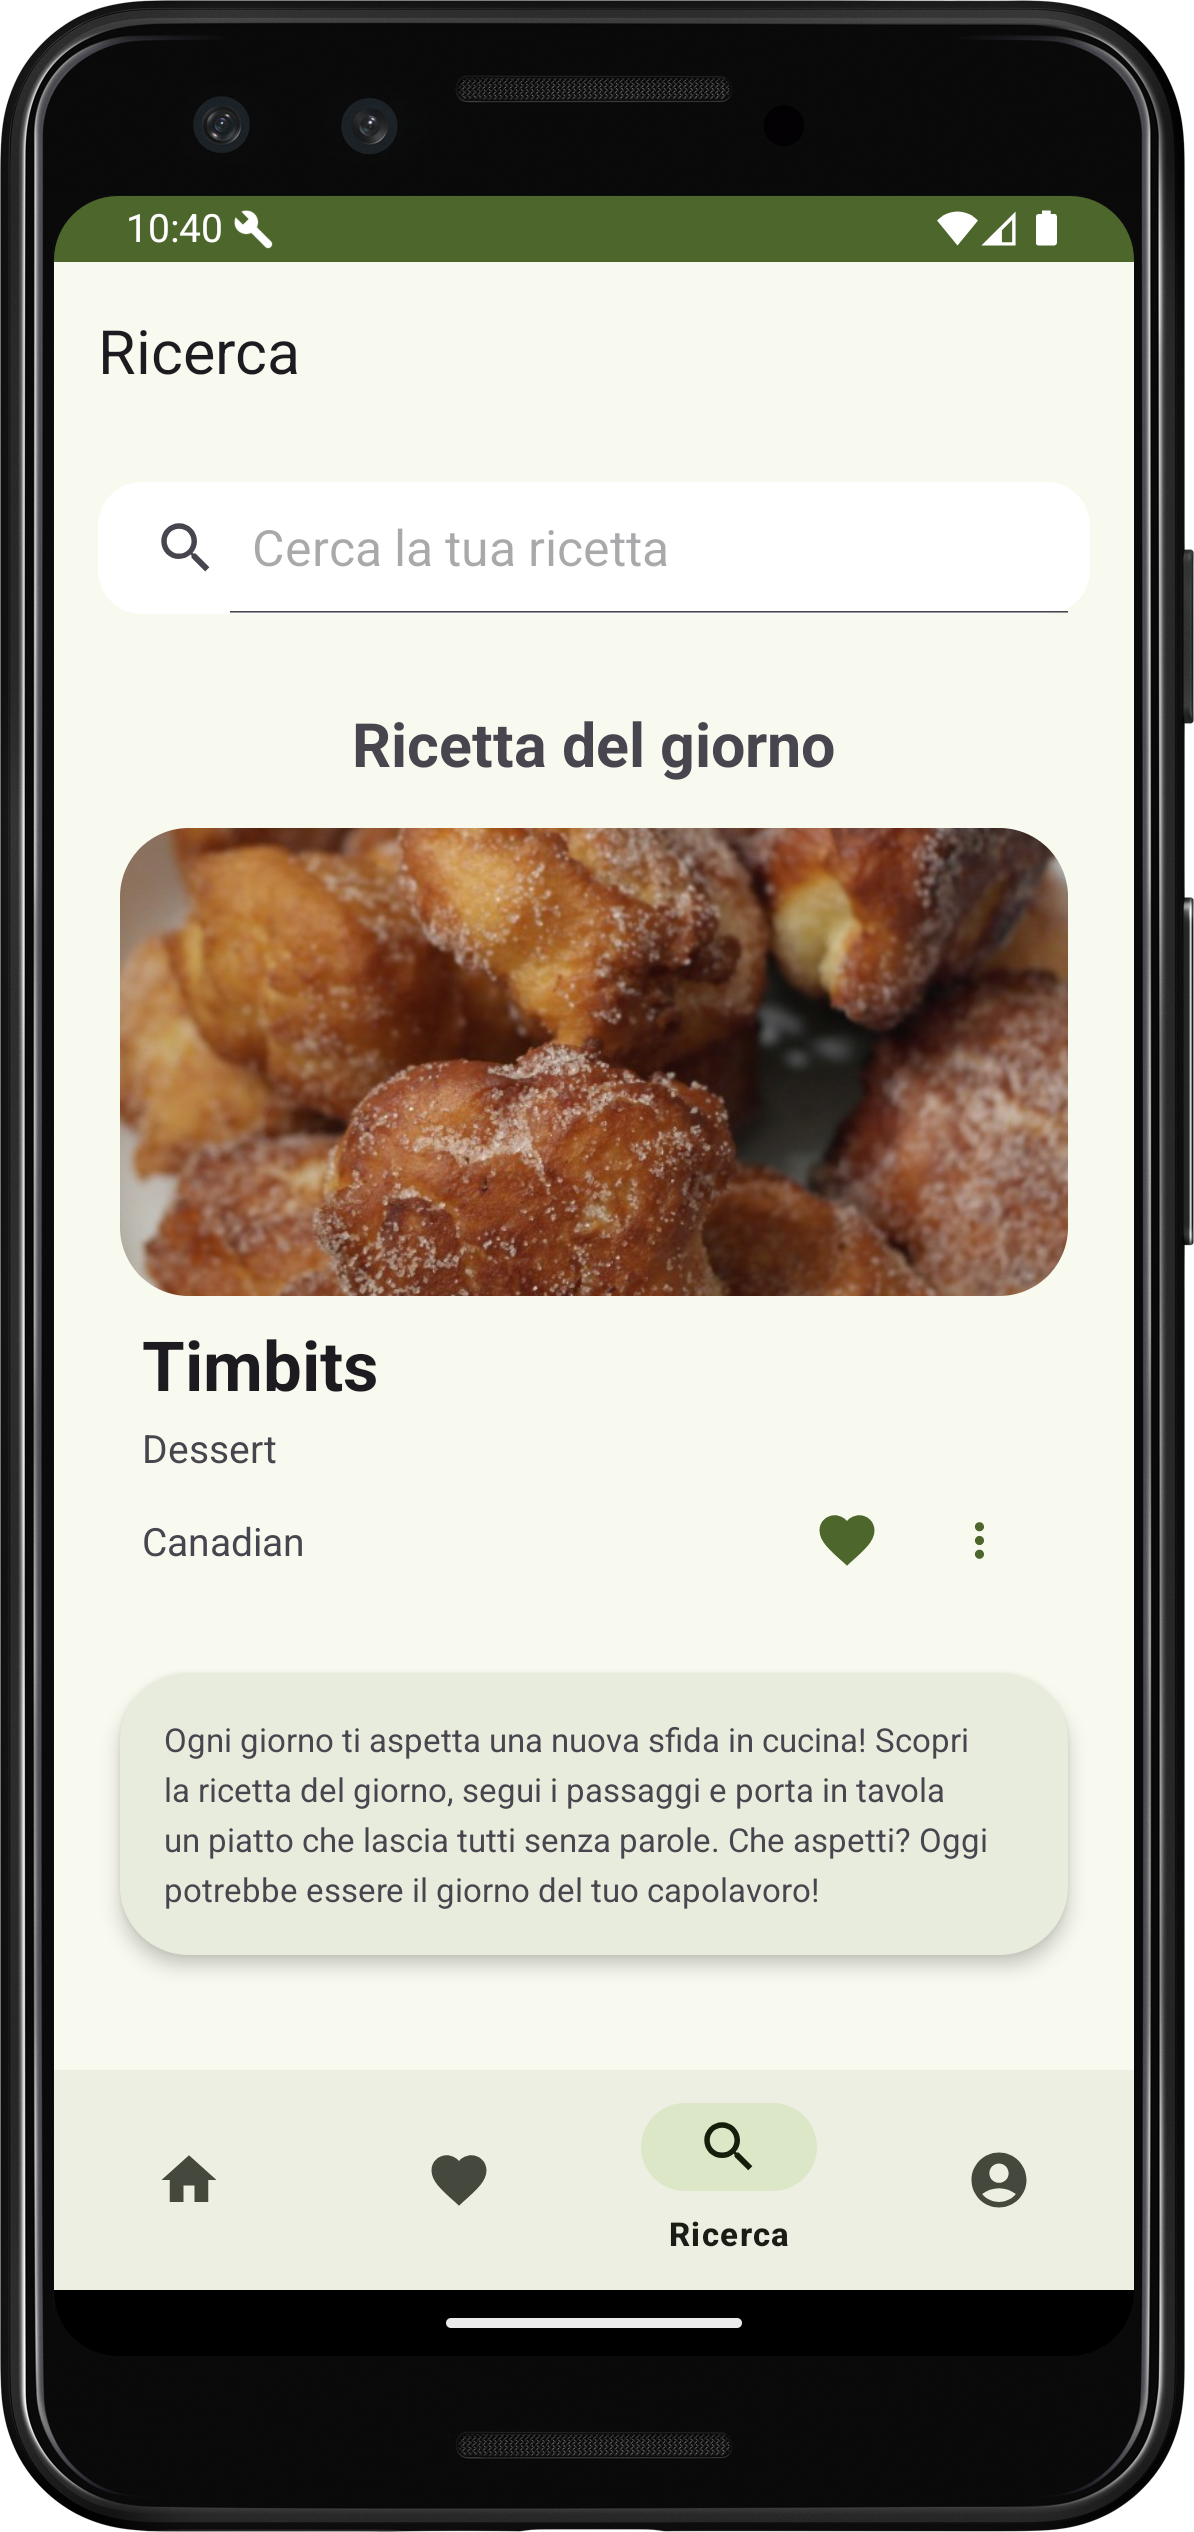 10:40
Ricerca
Cerca la tua ricetta
Ricetta del giorno
Timbits
Dessert
Canadian
Ogni giorno ti aspetta una nuova sfida in cucina! Scopri
la ricetta del giorno, segui i passaggi e porta in tavola
un piatto che lascia tutti senza parole. Che aspetti? Oggi
potrebbe essere il giorno del tuo capolavoro!
Ricerca